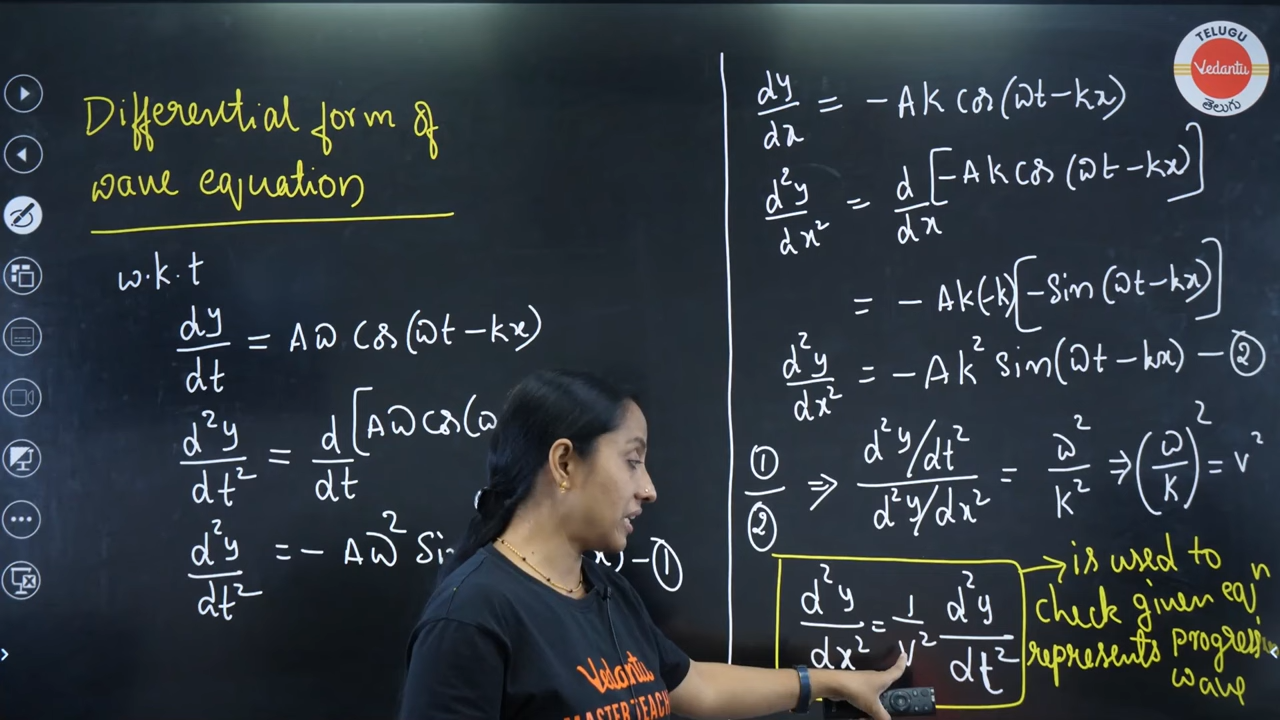 Differential form of
wave equation
w.k.t
dy/dt = Aω Cos(ωt-kx)
d²y/dt² = d/dt [Aω Cos(ω
d²y/dt² = - Aω² Si x) - ①
dy/dx = -Ak Cos(ωt-kx)
d²y/dx² = d/dx [-Ak Cos(ωt-kx)]
= - Ak(-k)[-Sin(ωt-kx)]
d²y/dx² = -Ak² Sin(ωt-kx) - ②
①/② ⇒ (d²y/dt²)/(d²y/dx²) = ω²/k² ⇒ (ω/k)² = v²
d²y/dx² = 1/v² d²y/dt²
→ is used to
check given eqn
represents progressive
wave
TELUGU
Vedantu
తెలుగు
Vedantu
MASTER TEACH